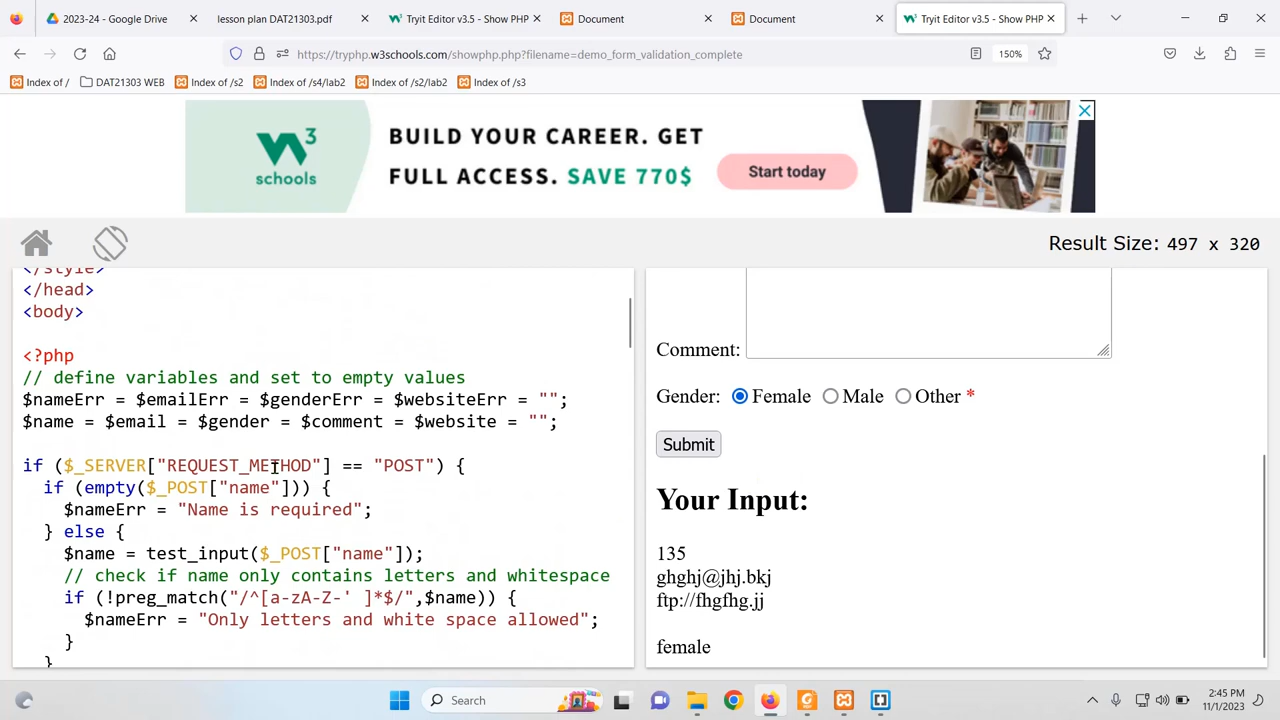 2023-24 - Google Drive
lesson plan DAT21303.pdf
Tryit Editor v3.5 - Show PHP
Document
Document
Tryit Editor v3.5 - Show PHP
https://tryphp.w3schools.com/showphp.php?filename=demo_form_validation_complete
150%
Index of /
DAT21303 WEB
Index of /s2
Index of /s4/lab2
Index of /s2/lab2
Index of /s3
W3
schools
BUILD YOUR CAREER. GET
FULL ACCESS. SAVE 770$
Start today
Result Size: 497 x 320
</style>
</head>
<body>
<?php
// define variables and set to empty values
$nameErr = $emailErr = $genderErr = $websiteErr = "";
$name = $email = $gender = $comment = $website = "";
if ($_SERVER["REQUEST_METHOD"] == "POST") {
if (empty($_POST["name"])) {
$nameErr = "Name is required";
} else {
$name = test_input($_POST["name"]);
// check if name only contains letters and whitespace
if (!preg_match("/^[a-zA-Z-' ]*$/",$name)) {
$nameErr = "Only letters and white space allowed";
}
}
Comment:
Gender: Female Male Other *
Submit
Your Input:
135
ghghj@jhj.bkj
ftp://fhgfhg.jj
female
Search
2:45 PM
11/1/2023